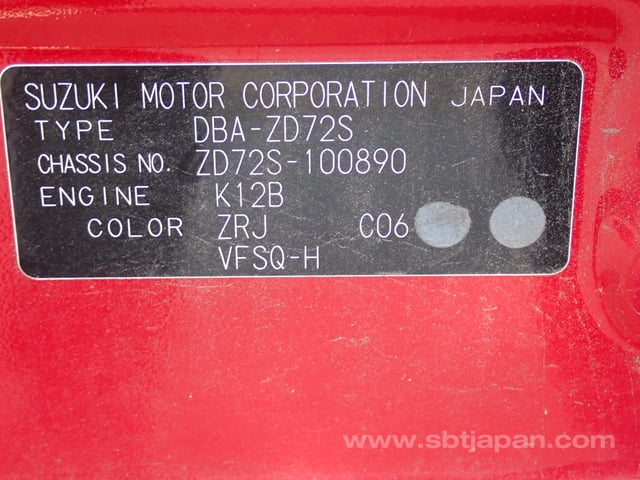 SUZUKI MOTOR CORPORATION JAPAN
TYPE DBA-ZD72S
CHASSIS NO. ZD72S-100890
ENGINE K12B
COLOR ZRJ C06
VFSQ-H
www.sbtjapan.com